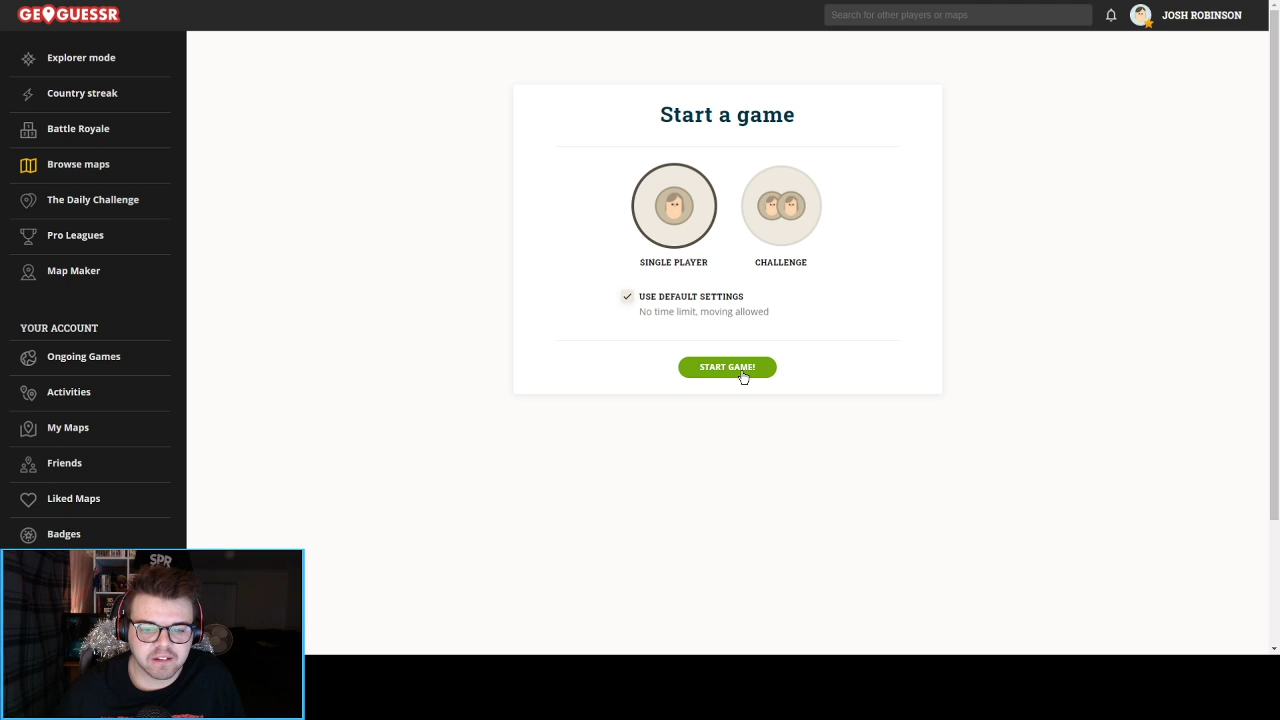 GEOGUESSR
Search for other players or maps
JOSH ROBINSON
Explorer mode
Country streak
Battle Royale
Browse maps
The Daily Challenge
Pro Leagues
Map Maker
YOUR ACCOUNT
Ongoing Games
Activities
My Maps
Friends
Liked Maps
Badges
Start a game
SINGLE PLAYER
CHALLENGE
USE DEFAULT SETTINGS
No time limit, moving allowed
START GAME!
SPR